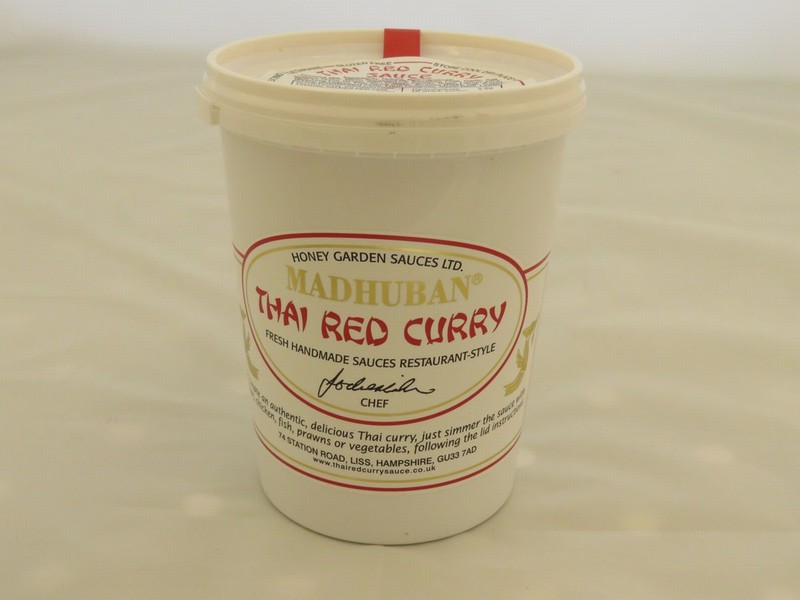 GLUTEN FREE
THAI RED CURRY
SAUCE
HONEY GARDEN SAUCES LTD.
MADHUBAN®
THAI RED CURRY
FRESH HANDMADE SAUCES RESTAURANT-STYLE
CHEF
an authentic, delicious Thai curry, just simmer the sauce with
chicken, fish, prawns or vegetables, following the lid
74 STATION ROAD, LISS, HAMPSHIRE, GU33 7AD
www.thairedcurrysauce.co.uk